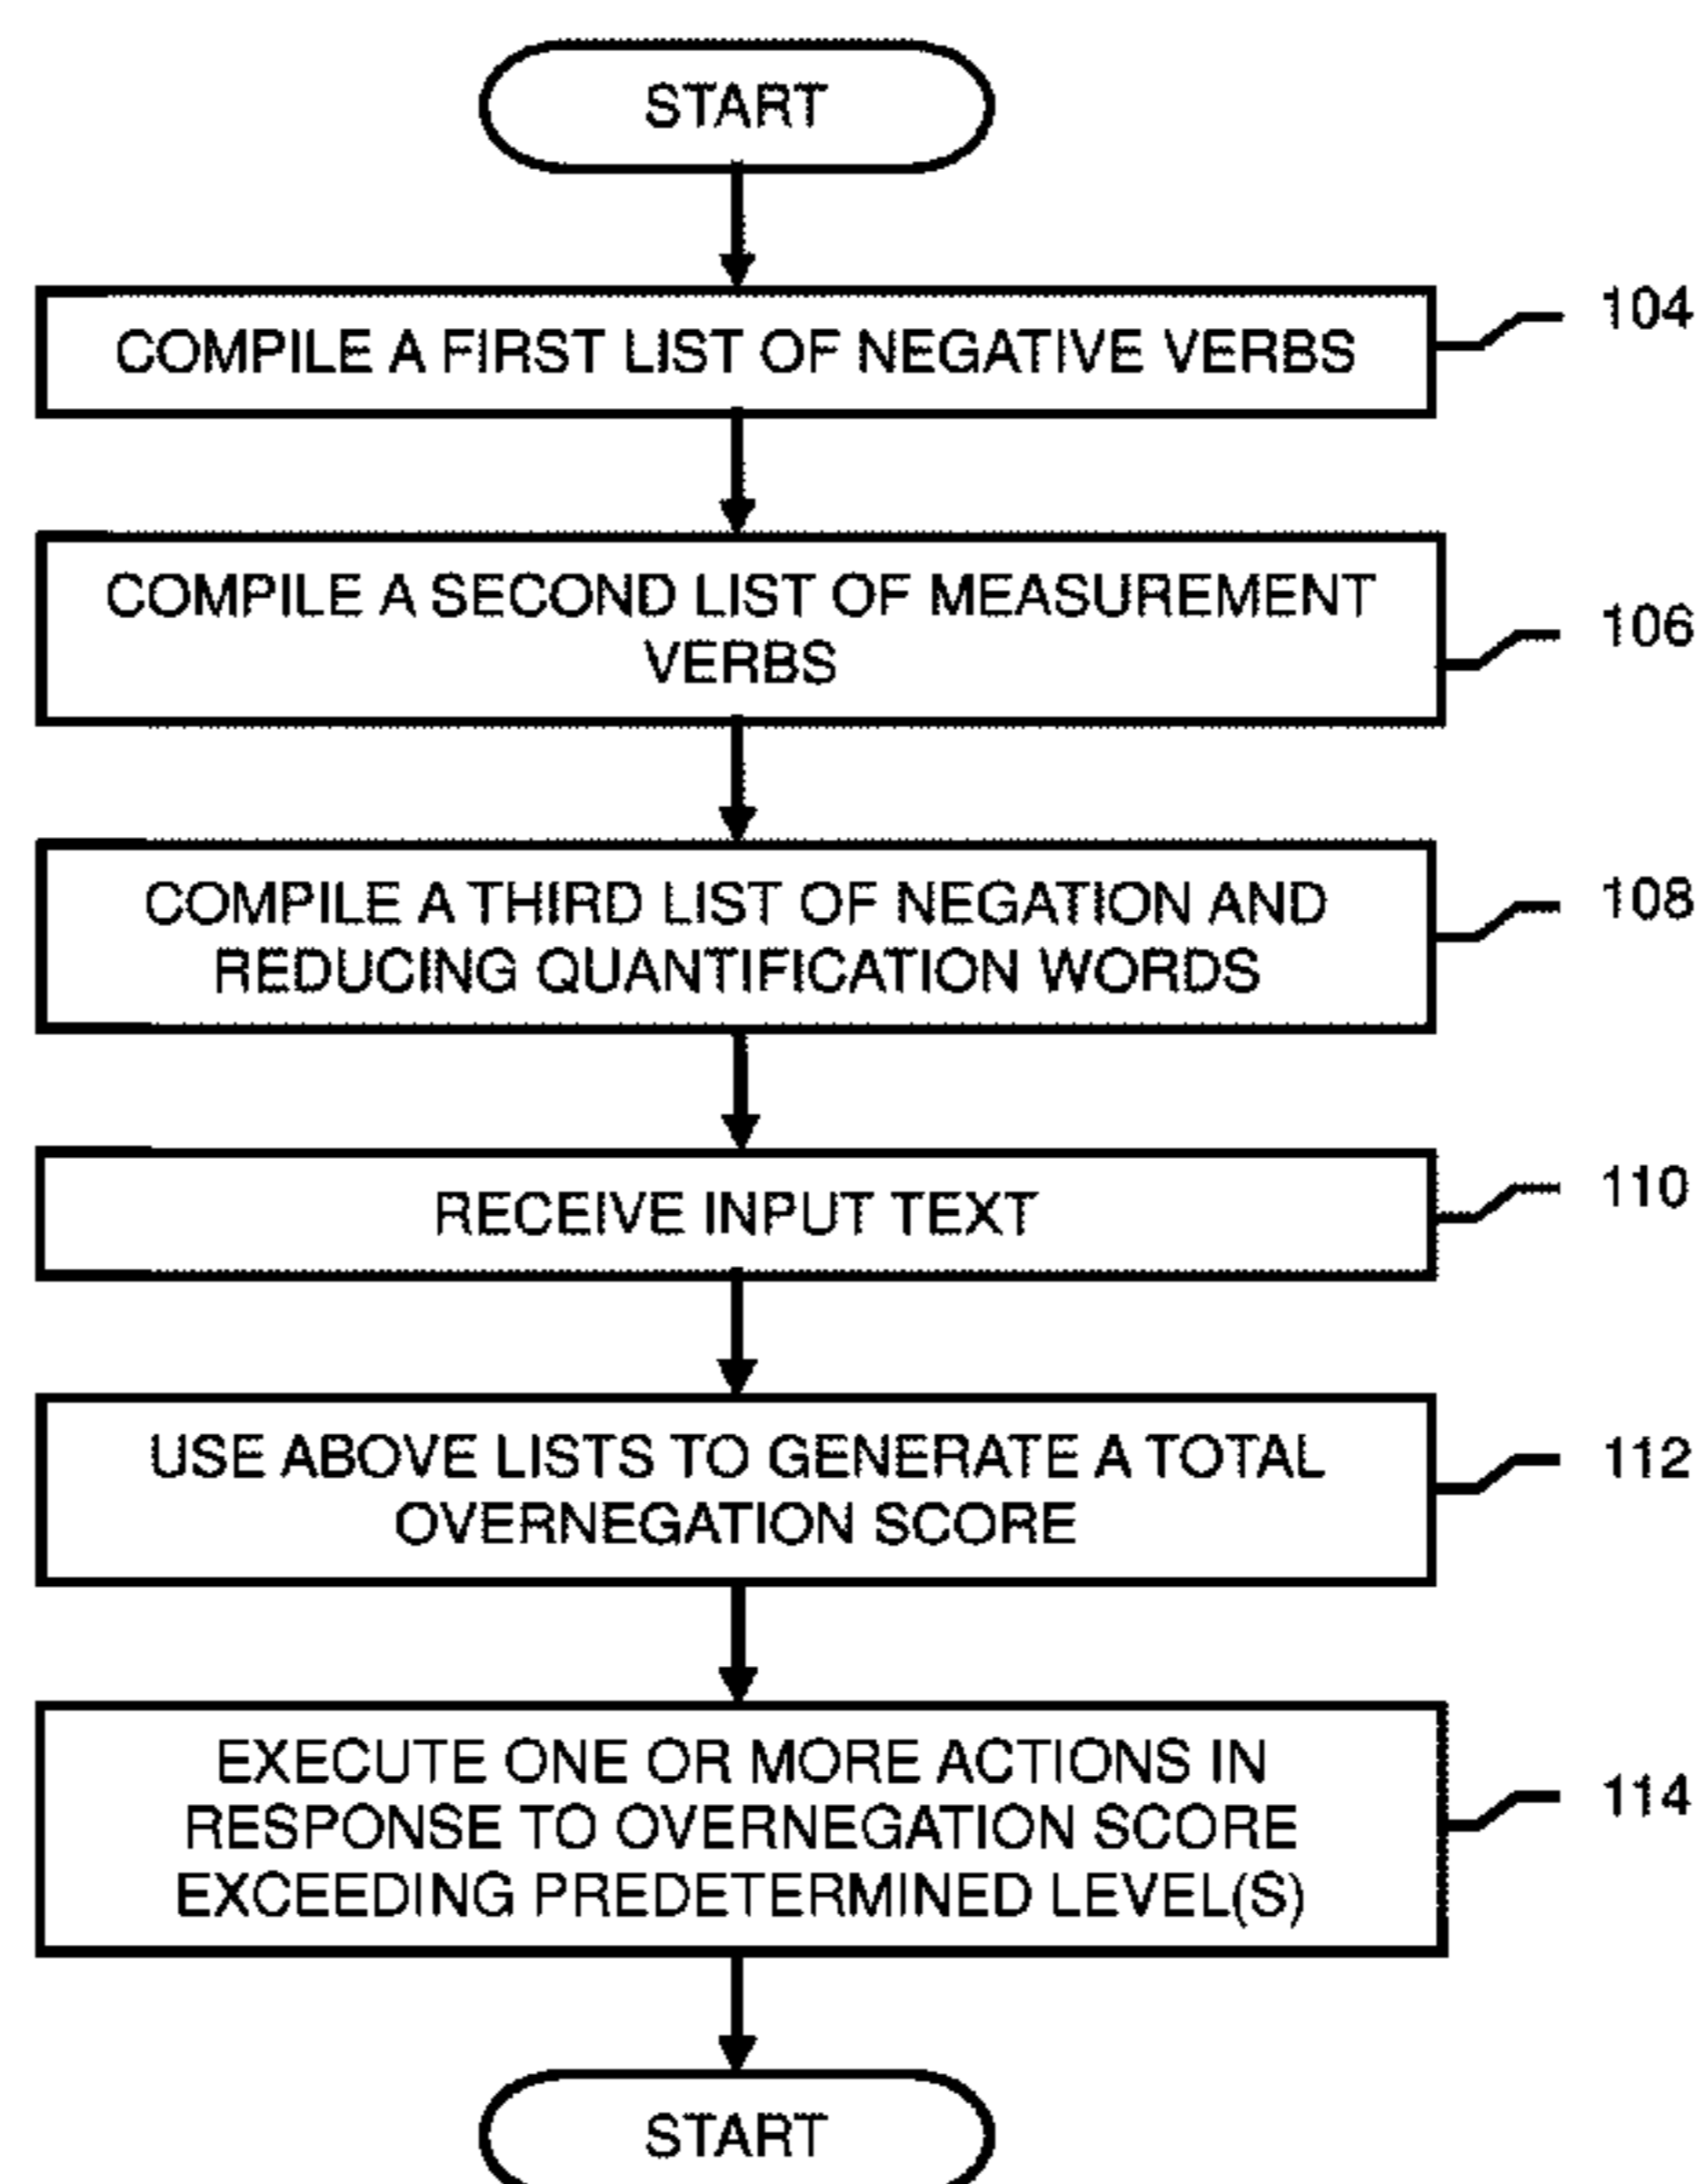 START
COMPILE A FIRST LIST OF NEGATIVE VERBS
104
COMPILE A SECOND LIST OF MEASUREMENT
VERBS
106
COMPILE A THIRD LIST OF NEGATION AND
REDUCING QUANTIFICATION WORDS
108
RECEIVE INPUT TEXT
110
USE ABOVE LISTS TO GENERATE A TOTAL
OVERNEGATION SCORE
112
EXECUTE ONE OR MORE ACTIONS IN
RESPONSE TO OVERNEGATION SCORE
EXCEEDING PREDETERMINED LEVEL(S)
114
START